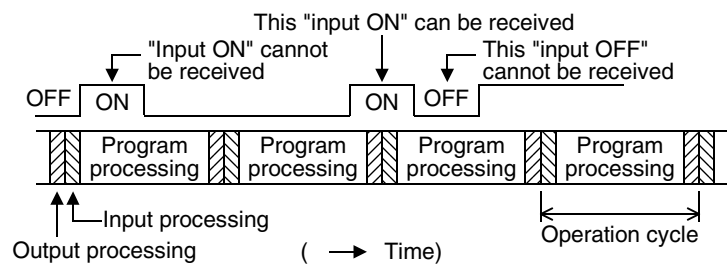 This "input ON" can be received
"Input ON" cannot
be received
This "input OFF"
cannot be received
OFF
ON
ON
OFF
Program
processing
Program
processing
Program
processing
Program
processing
Input processing
Output processing
( → Time)
Operation cycle